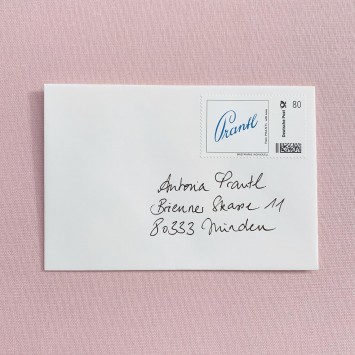 Prantl
Deutsche Post
80
Antonia Prantl
Brienner Strasse 11
80333 München